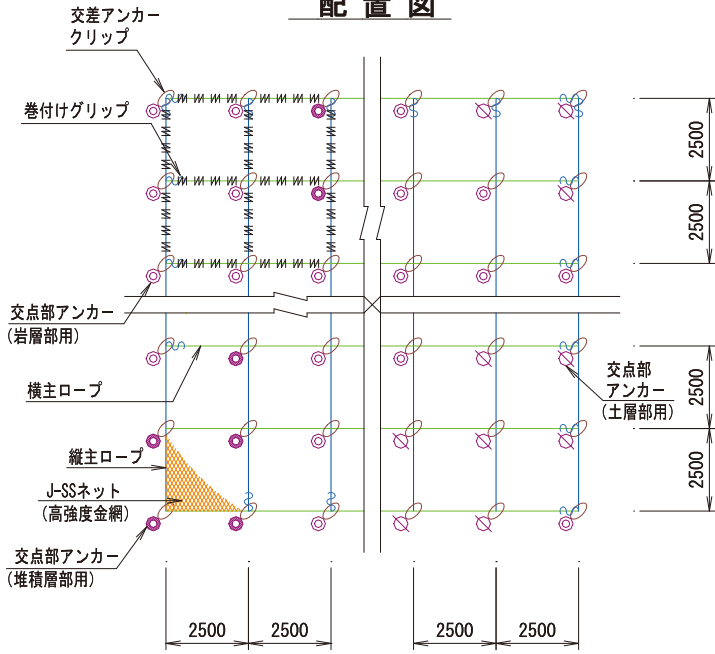 配置図
交差アンカー
クリップ
巻付けグリップ
交点部アンカー
(岩層部用)
横主ロープ
縦主ロープ
J-SSネット
(高強度金網)
交点部アンカー
(堆積層部用)
交点部
アンカー
(土層部用)
2500
2500
2500
2500
2500
2500
2500
2500